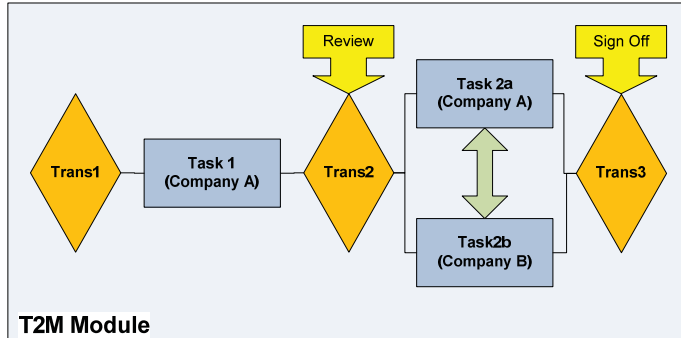 Review
Sign Off
Task 2a
(Company A)
Trans1
Task 1
(Company A)
Trans2
Trans3
Task2b
(Company B)
T2M Module